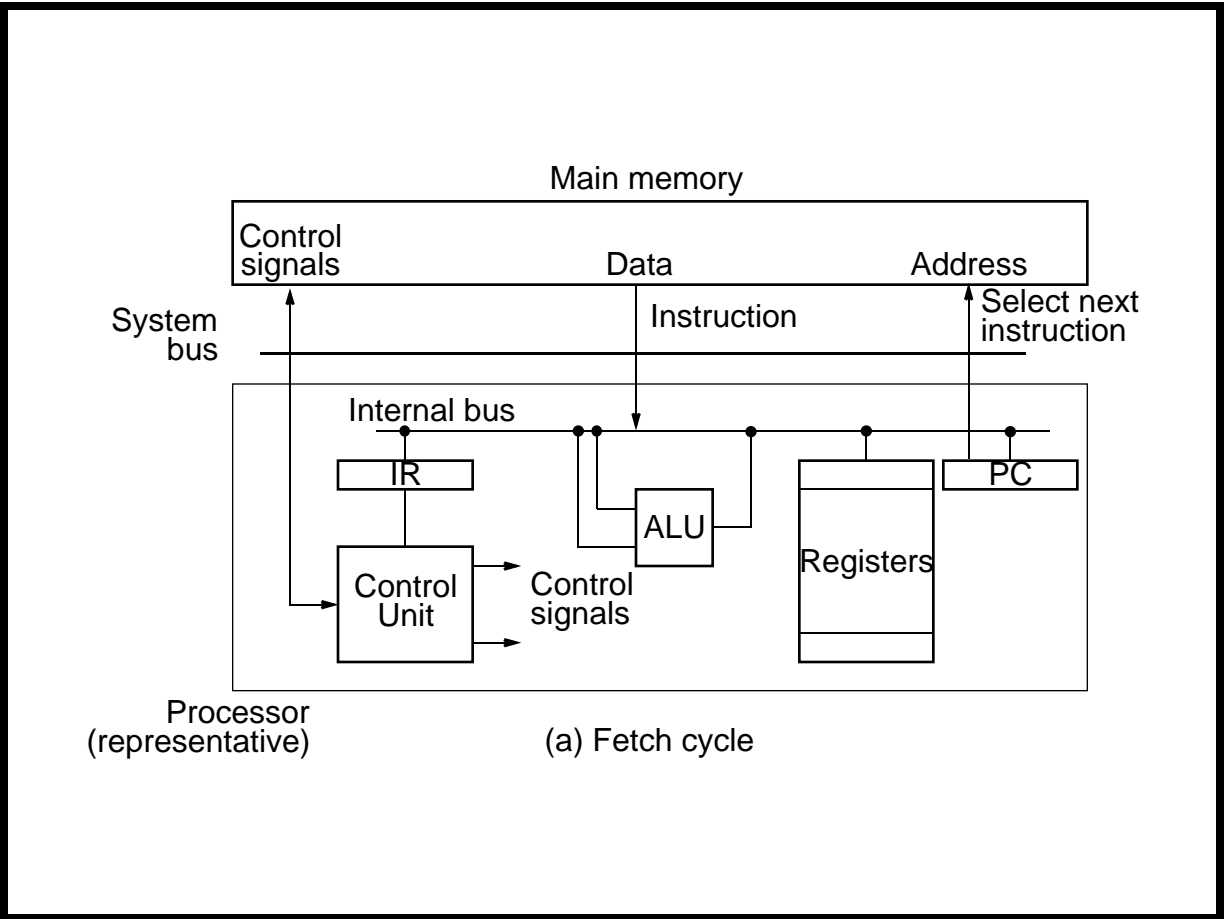 Main memory
Control
signals
Data
Address
System
bus
Instruction
Select next
instruction
Internal bus
IR
PC
ALU
Registers
Control
Unit
Control
signals
Processor
(representative)
(a) Fetch cycle